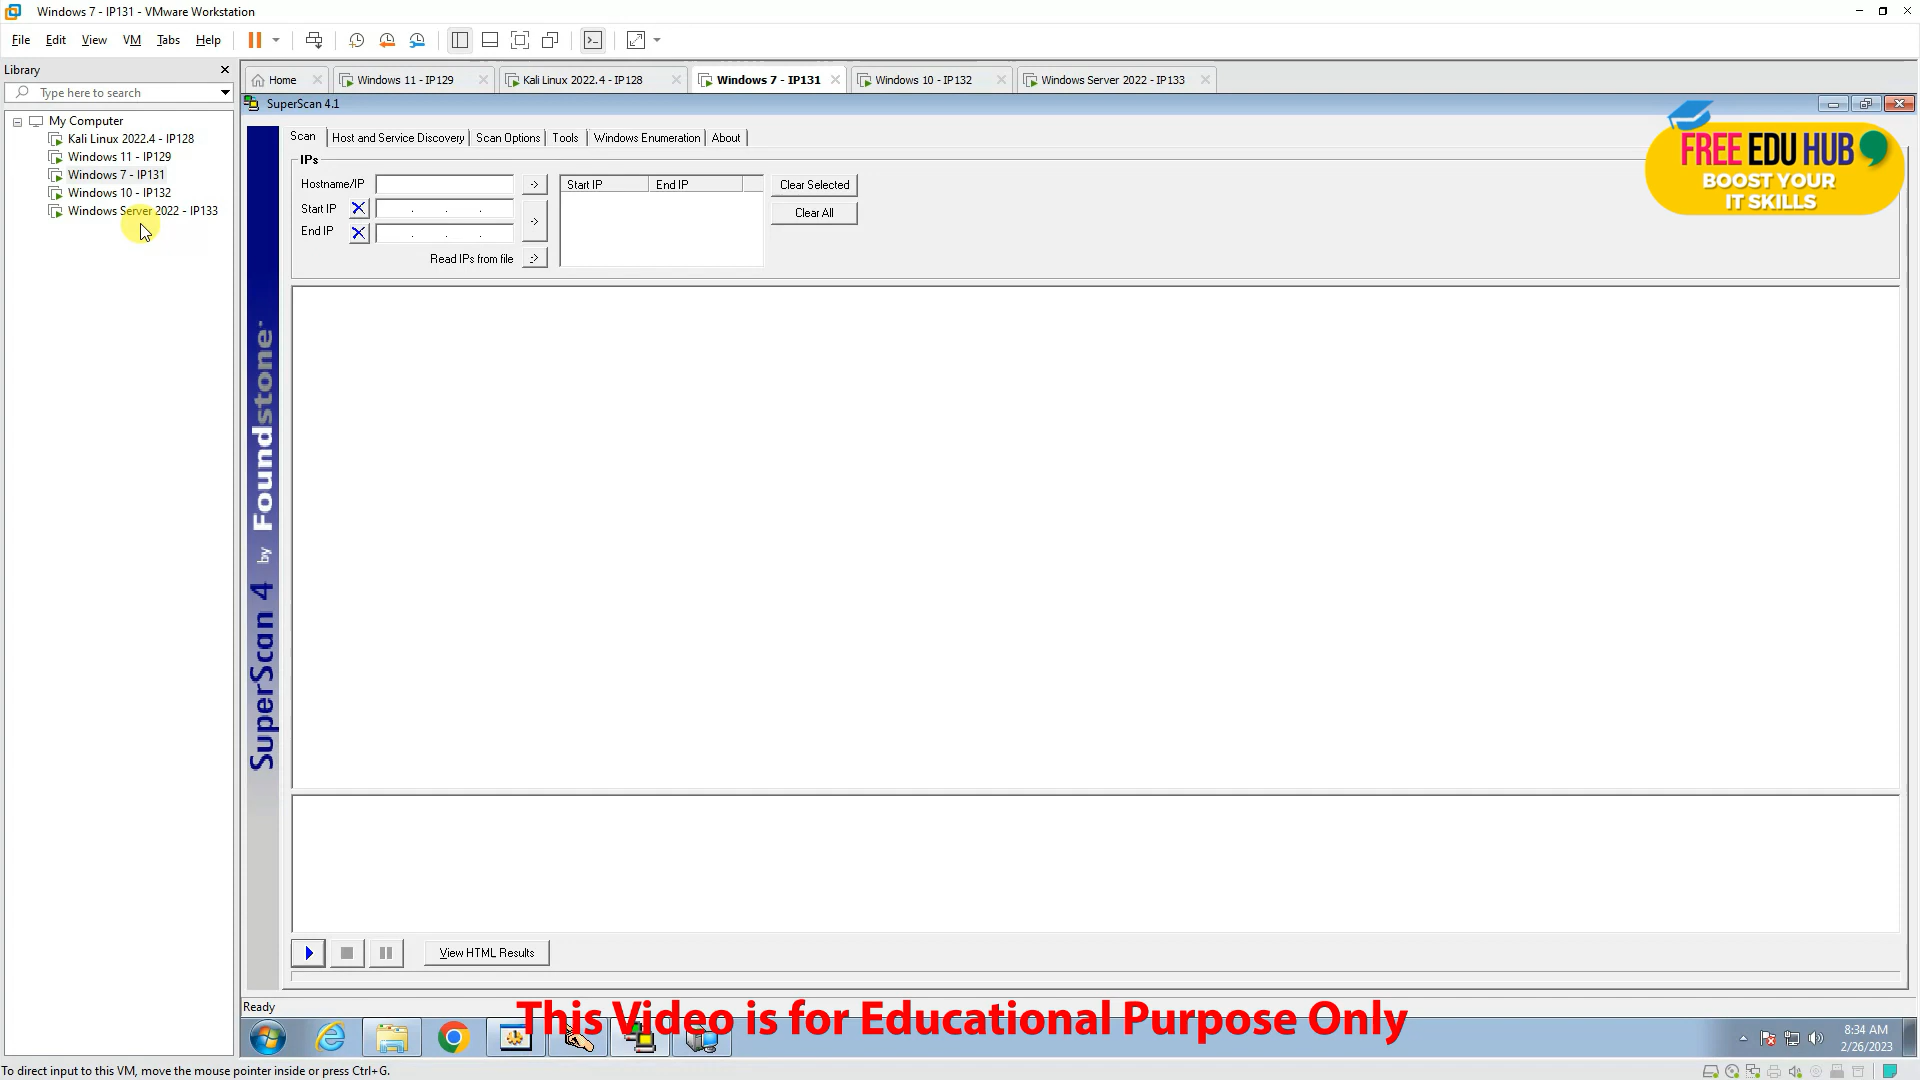 Windows 7 - IP131 - VMware Workstation
File Edit View VM Tabs Help
Library
Type here to search
My Computer
Kali Linux 2022.4 - IP128
Windows 11 - IP129
Windows 7 - IP131
Windows 10 - IP132
Windows Server 2022 - IP133
Home
Windows 11 - IP129
Kali Linux 2022.4 - IP128
Windows 7 - IP131
Windows 10 - IP132
Windows Server 2022 - IP133
SuperScan 4.1
Scan
Host and Service Discovery
Scan Options
Tools
Windows Enumeration
About
IPs
Hostname/IP
->
Start IP
->
End IP
Read IPs from file
->
Start IP
End IP
Clear Selected
Clear All
FREE EDU HUB
BOOST YOUR
IT SKILLS
SuperScan 4 by Foundstone
View HTML Results
Ready
This Video is for Educational Purpose Only
8:34 AM
2/26/2023
To direct input to this VM, move the mouse pointer inside or press Ctrl+G.